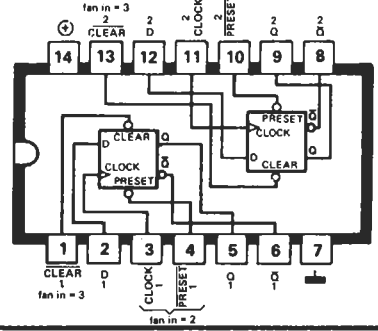 fan in = 3
⊕
2
CLEAR
2
D
2
CLOCK
2
PRESET
2
Q
2
Q̅
14
13
12
11
10
9
8
CLEAR
D
Q
CLOCK
Q̅
PRESET
PRESET
Q̅
CLOCK
D
Q
CLEAR
1
2
3
4
5
6
7
CLEAR
1
fan in = 3
D
1
CLOCK
1
PRESET
1
Q
1
Q̅
1
fan in = 2